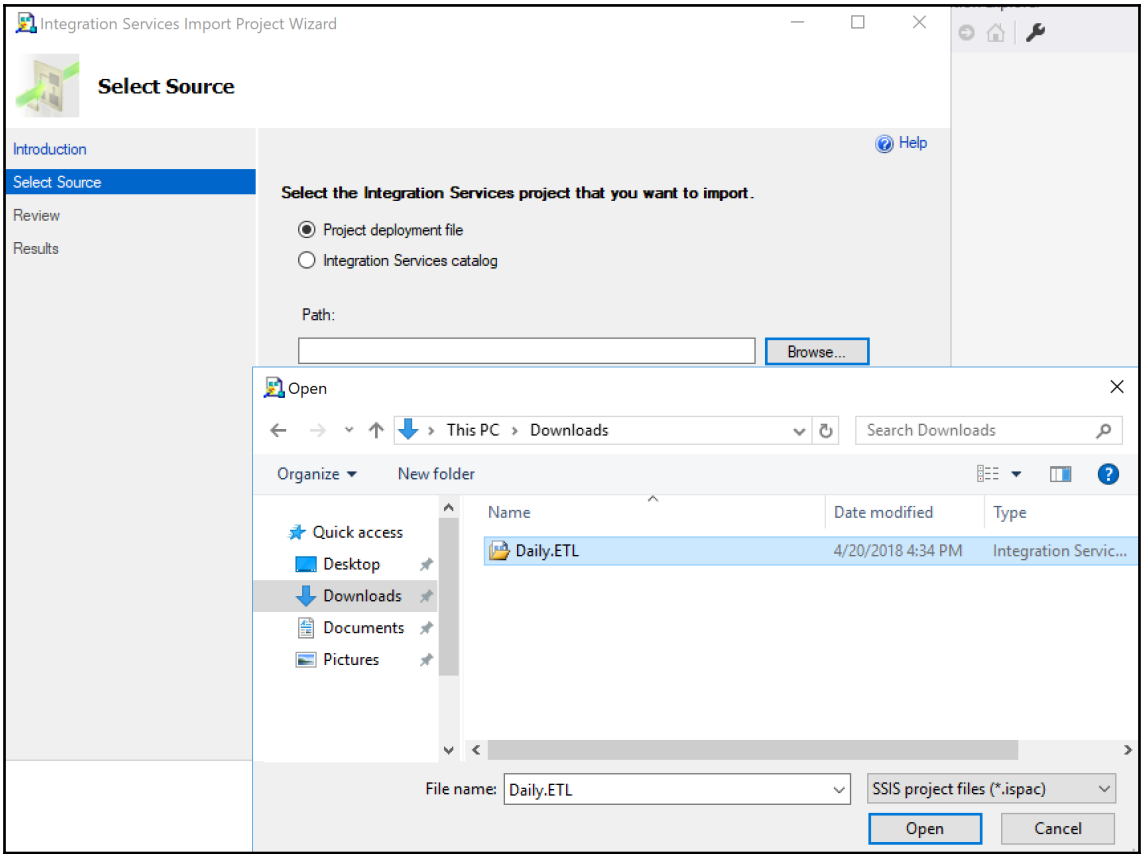 Integration Services Import Project Wizard
Select Source
Introduction
Select Source
Review
Results
Help
Select the Integration Services project that you want to import.
Project deployment file
Integration Services catalog
Path:
Browse...
Open
This PC > Downloads
Search Downloads
Organize
New folder
Name Date modified Type
Quick access
Desktop
Downloads
Documents
Pictures
Daily.ETL 4/20/2018 4:34 PM Integration Servic...
File name: Daily.ETL
SSIS project files (*.ispac)
Open Cancel